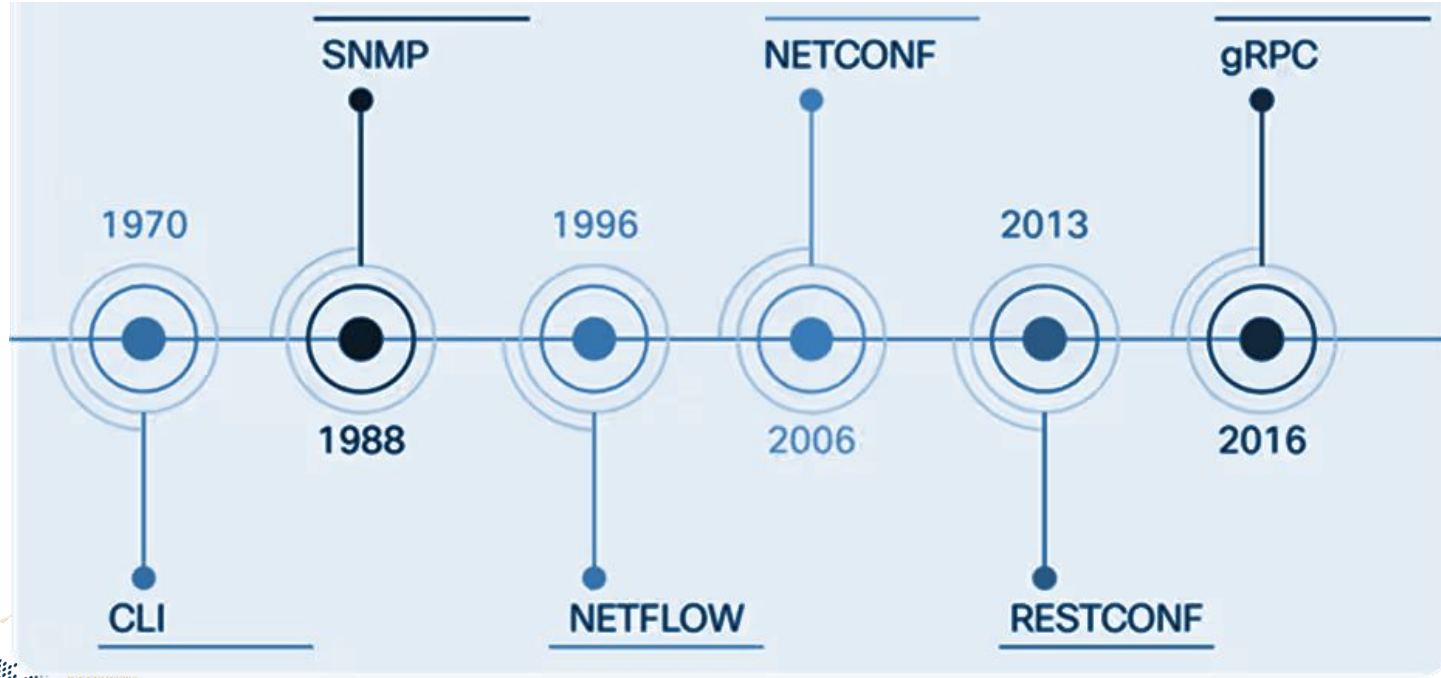 SNMP
NETCONF
gRPC
1970
1996
2013
1988
2006
2016
CLI
NETFLOW
RESTCONF